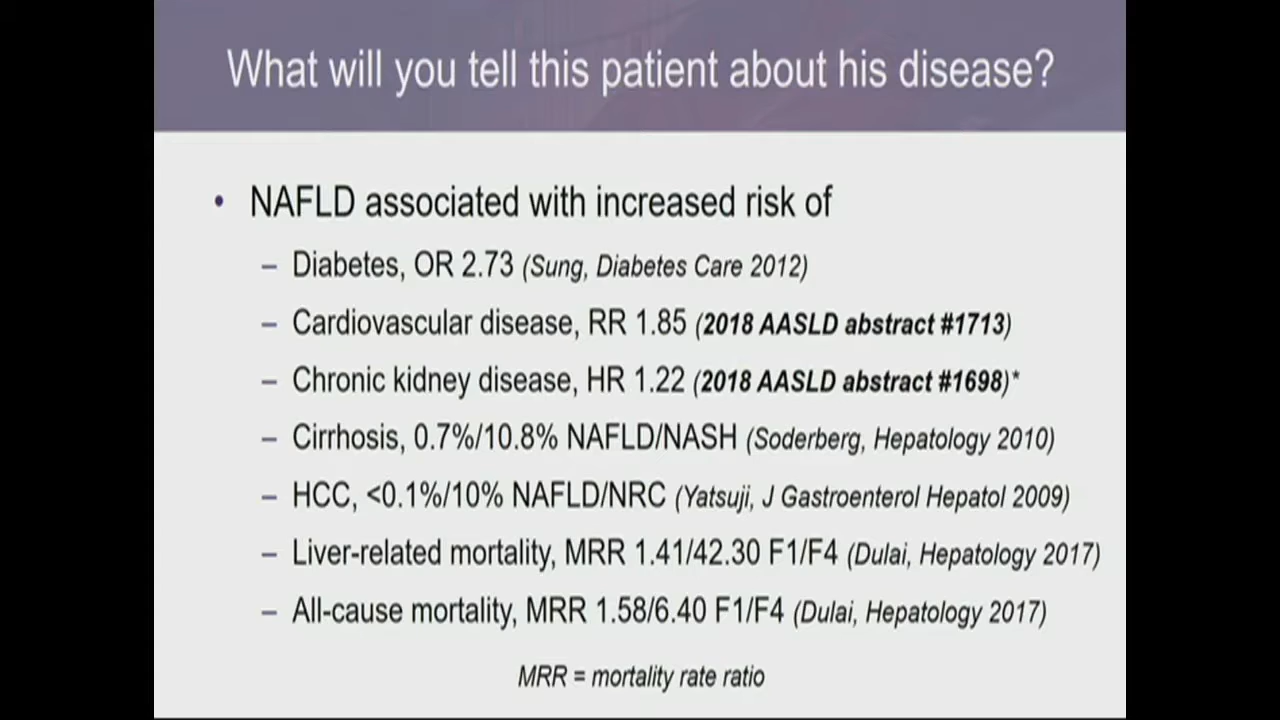 What will you tell this patient about his disease?
• NAFLD associated with increased risk of
– Diabetes, OR 2.73 (Sung, Diabetes Care 2012)
– Cardiovascular disease, RR 1.85 (2018 AASLD abstract #1713)
– Chronic kidney disease, HR 1.22 (2018 AASLD abstract #1698)*
– Cirrhosis, 0.7%/10.8% NAFLD/NASH (Soderberg, Hepatology 2010)
– HCC, <0.1%/10% NAFLD/NRC (Yatsuji, J Gastroenterol Hepatol 2009)
– Liver-related mortality, MRR 1.41/42.30 F1/F4 (Dulai, Hepatology 2017)
– All-cause mortality, MRR 1.58/6.40 F1/F4 (Dulai, Hepatology 2017)
MRR = mortality rate ratio